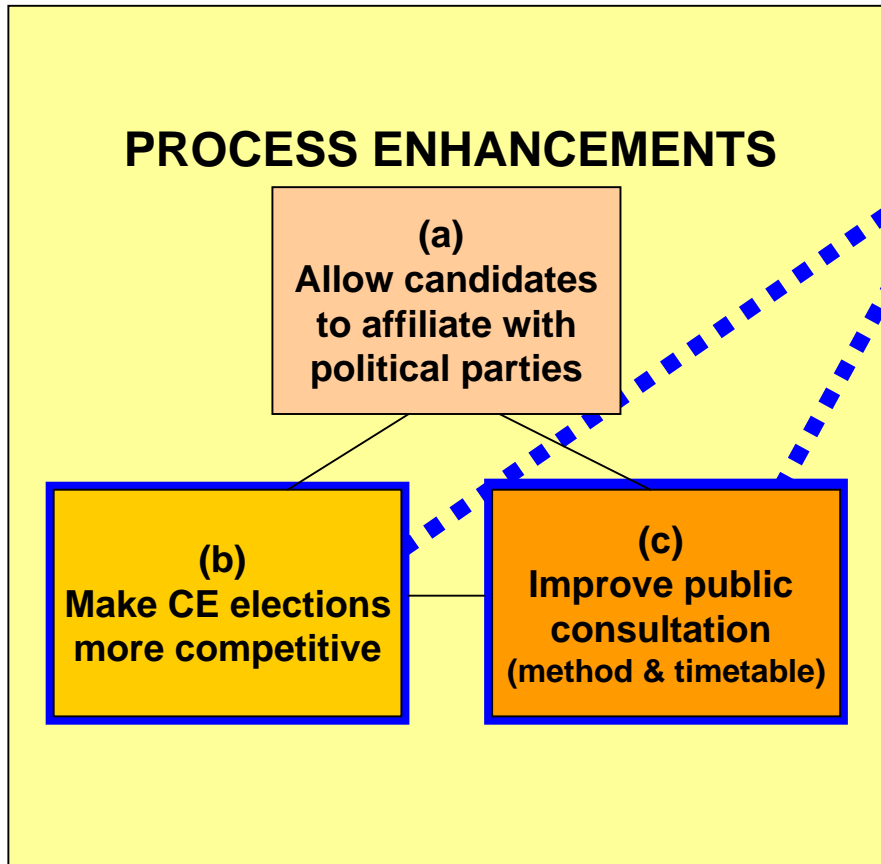 PROCESS ENHANCEMENTS
(a)
Allow candidates
to affiliate with
political parties
(b)
Make CE elections
more competitive
(c)
Improve public
consultation
(method & timetable)